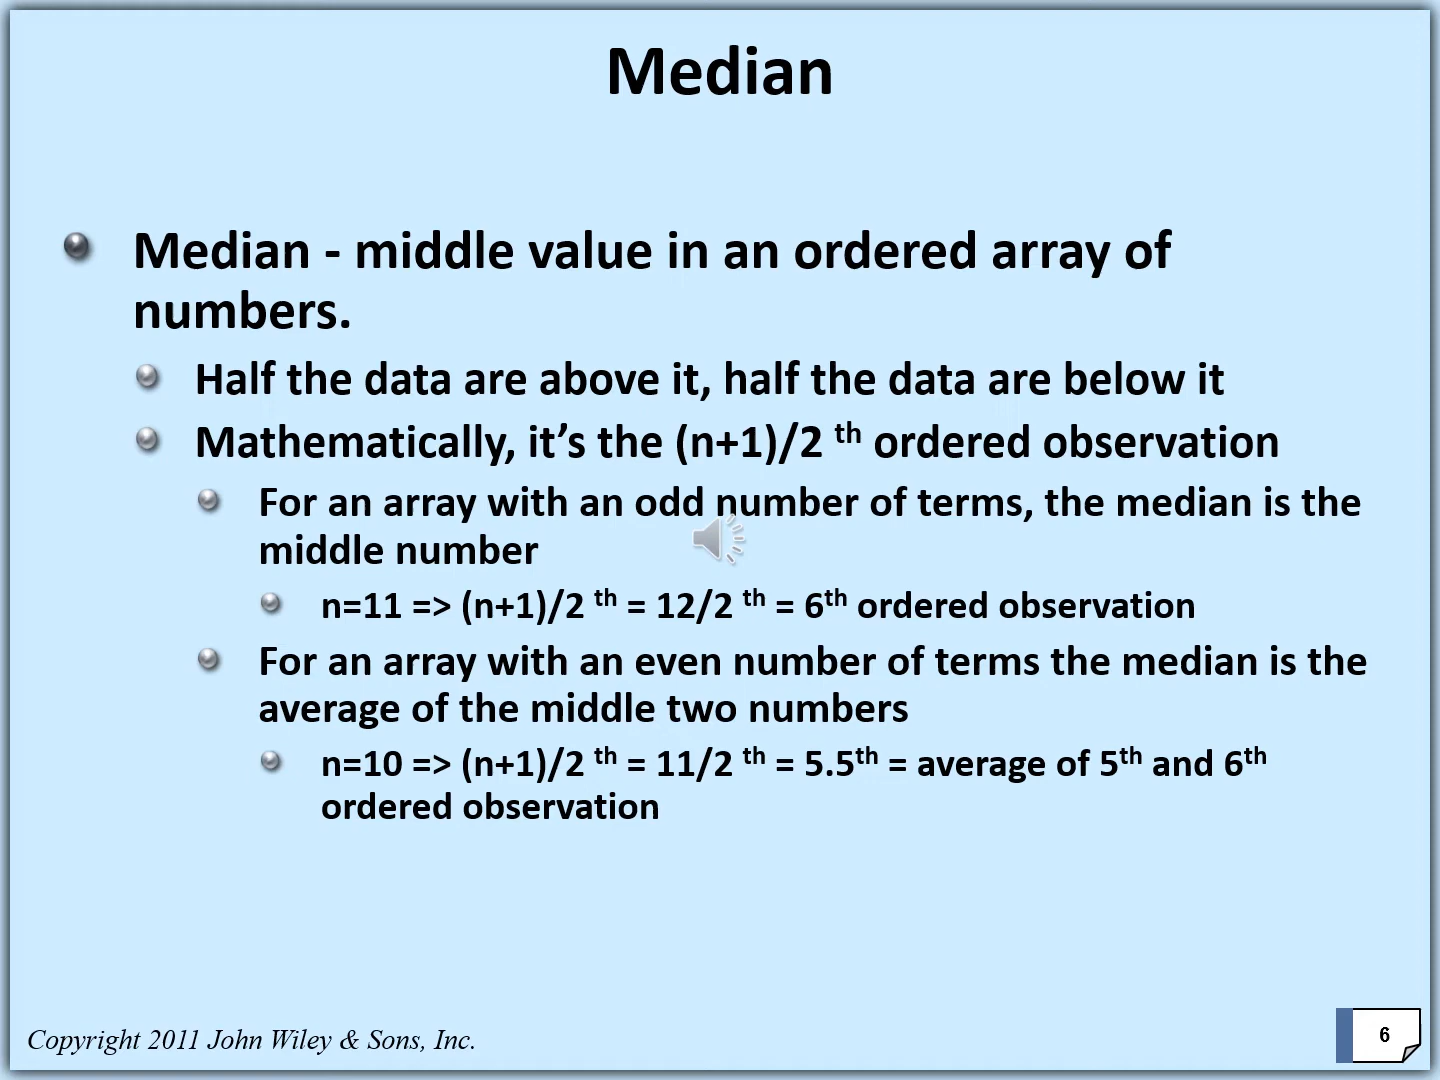 Median
Median - middle value in an ordered array of
numbers.
Half the data are above it, half the data are below it
Mathematically, it’s the (n+1)/2 th ordered observation
For an array with an odd number of terms, the median is the
middle number
n=11 => (n+1)/2 th = 12/2 th = 6th ordered observation
For an array with an even number of terms the median is the
average of the middle two numbers
n=10 => (n+1)/2 th = 11/2 th = 5.5th = average of 5th and 6th
ordered observation
Copyright 2011 John Wiley & Sons, Inc.
6